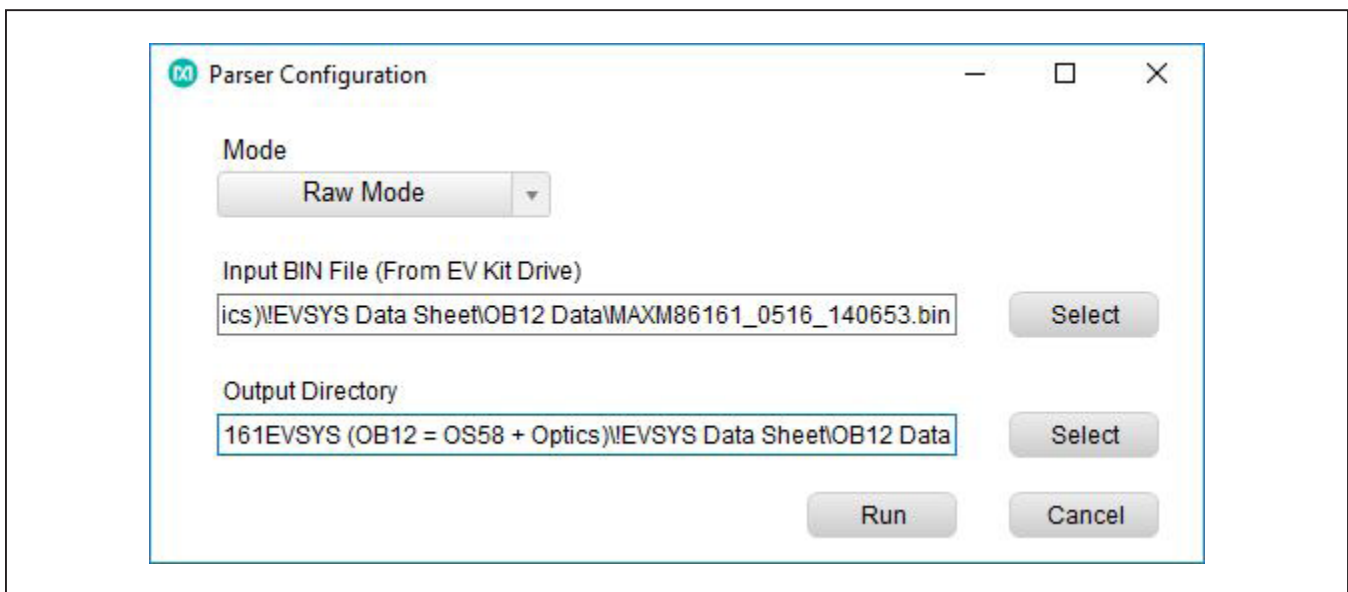 Parser Configuration
Mode
Raw Mode
Input BIN File (From EV Kit Drive)
ics)\!EVSYS Data Sheet\OB12 Data\MAXM86161_0516_140653.bin
Select
Output Directory
161EVSYS (OB12 = OS58 + Optics)\!EVSYS Data Sheet\OB12 Data
Select
Run
Cancel